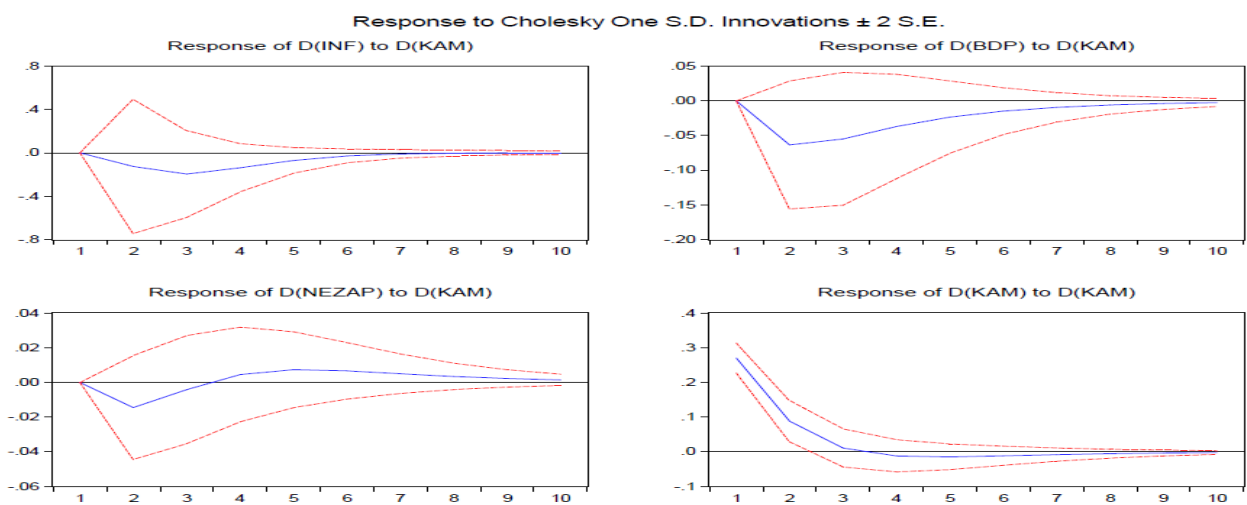 Response to Cholesky One S.D. Innovations ± 2 S.E.
Response of D(INF) to D(KAM)
.8
.4
.0
-.4
-.8
1 2 3 4 5 6 7 8 9 10
Response of D(BDP) to D(KAM)
.05
.00
-.05
-.10
-.15
-.20
1 2 3 4 5 6 7 8 9 10
Response of D(NEZAP) to D(KAM)
.04
.02
.00
-.02
-.04
-.06
1 2 3 4 5 6 7 8 9 10
Response of D(KAM) to D(KAM)
.4
.3
.2
.1
.0
-.1
1 2 3 4 5 6 7 8 9 10